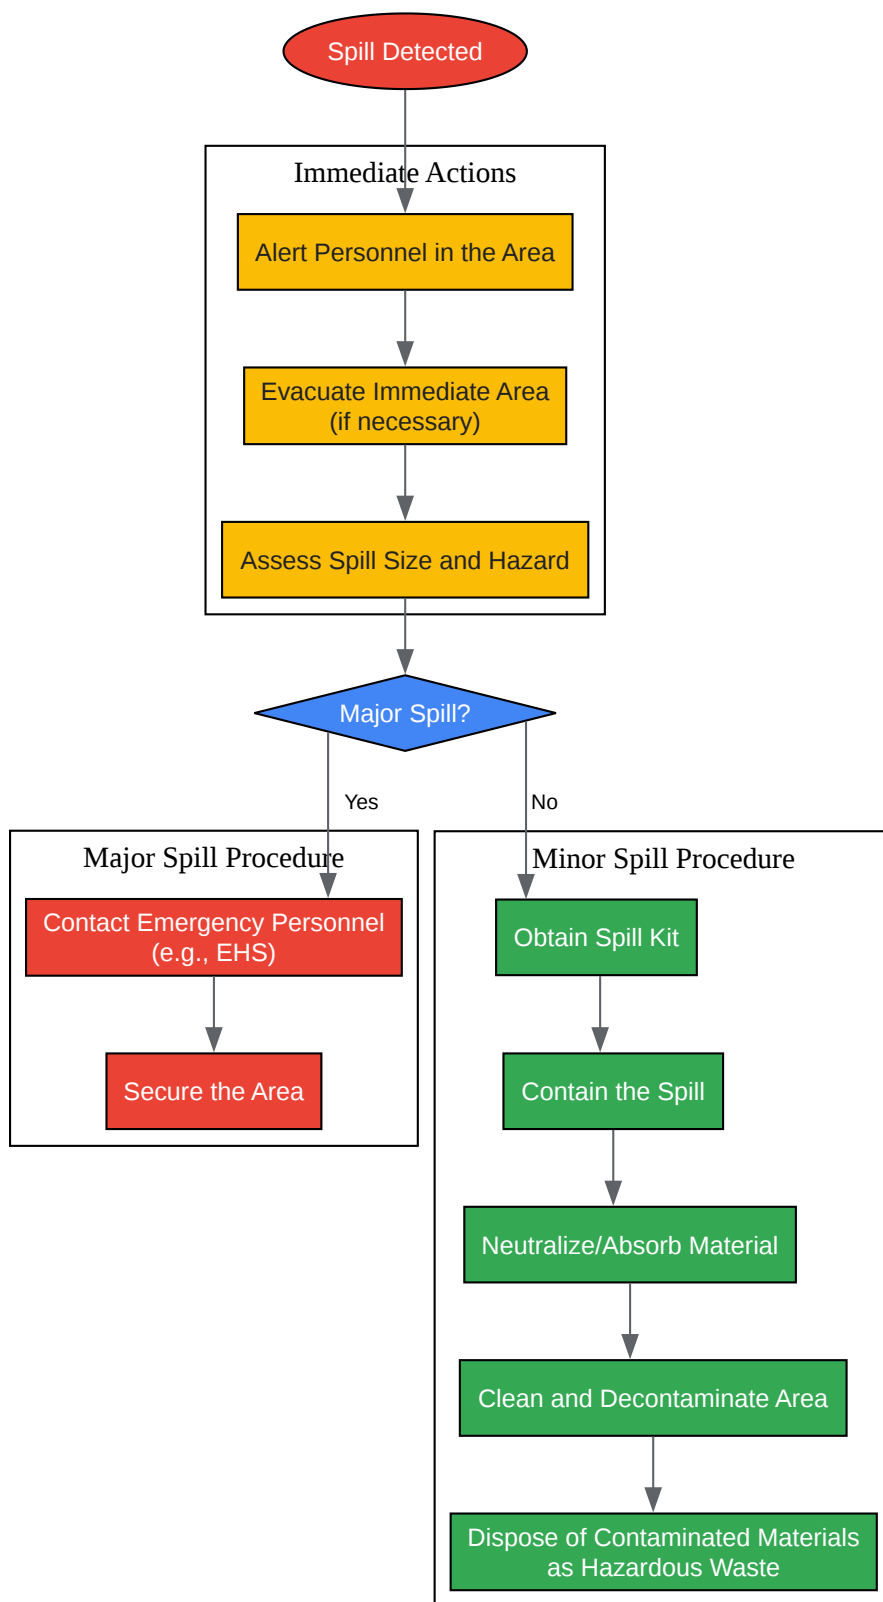 Spill Detected
Immediate Actions
Alert Personnel in the Area
Evacuate Immediate Area
(if necessary)
Assess Spill Size and Hazard
Major Spill?
Yes
No
Major Spill Procedure
Contact Emergency Personnel
(e.g., EHS)
Secure the Area
Minor Spill Procedure
Obtain Spill Kit
Contain the Spill
Neutralize/Absorb Material
Clean and Decontaminate Area
Dispose of Contaminated Materials
as Hazardous Waste